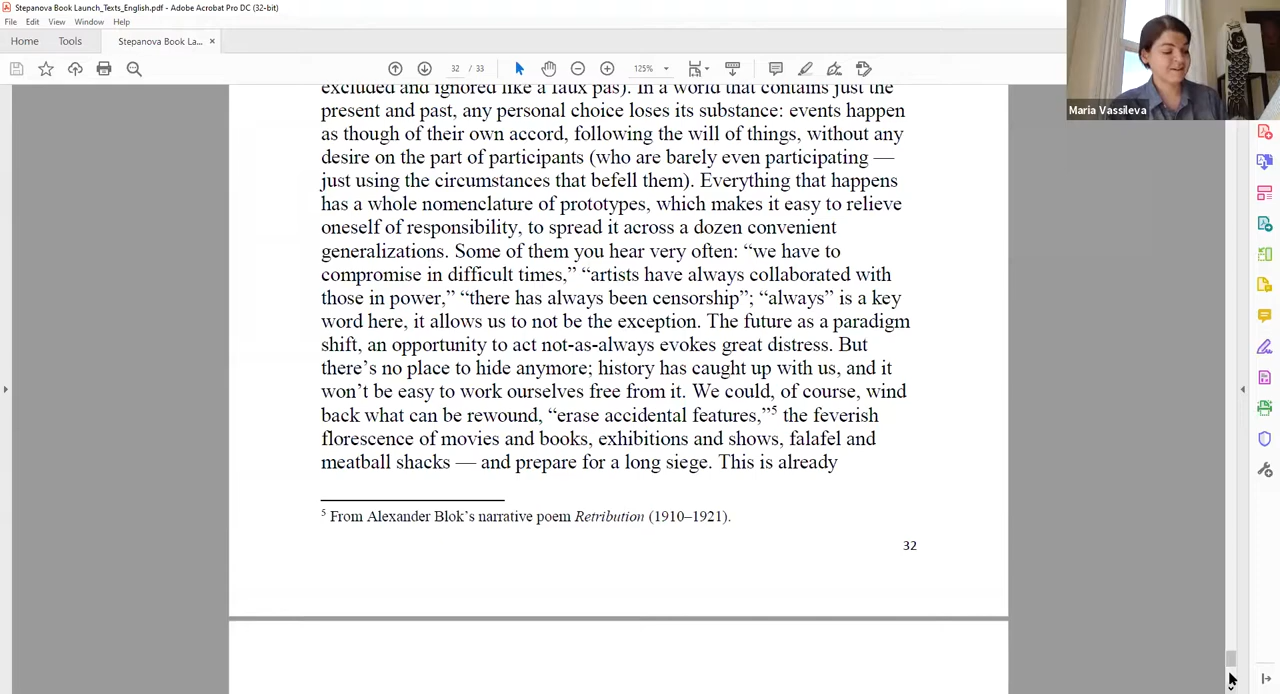 Stepanova Book Launch_Texts_English.pdf - Adobe Acrobat Pro DC (32-bit)
File Edit View Window Help
Home Tools Stepanova Book La... ×
32 / 33 125%
Maria Vassileva
excluded and ignored like a faux pas). In a world that contains just the
present and past, any personal choice loses its substance: events happen
as though of their own accord, following the will of things, without any
desire on the part of participants (who are barely even participating —
just using the circumstances that befell them). Everything that happens
has a whole nomenclature of prototypes, which makes it easy to relieve
oneself of responsibility, to spread it across a dozen convenient
generalizations. Some of them you hear very often: “we have to
compromise in difficult times,” “artists have always collaborated with
those in power,” “there has always been censorship”; “always” is a key
word here, it allows us to not be the exception. The future as a paradigm
shift, an opportunity to act not-as-always evokes great distress. But
there’s no place to hide anymore; history has caught up with us, and it
won’t be easy to work ourselves free from it. We could, of course, wind
back what can be rewound, “erase accidental features,”5 the feverish
florescence of movies and books, exhibitions and shows, falafel and
meatball shacks — and prepare for a long siege. This is already
5 From Alexander Blok’s narrative poem Retribution (1910–1921).
32